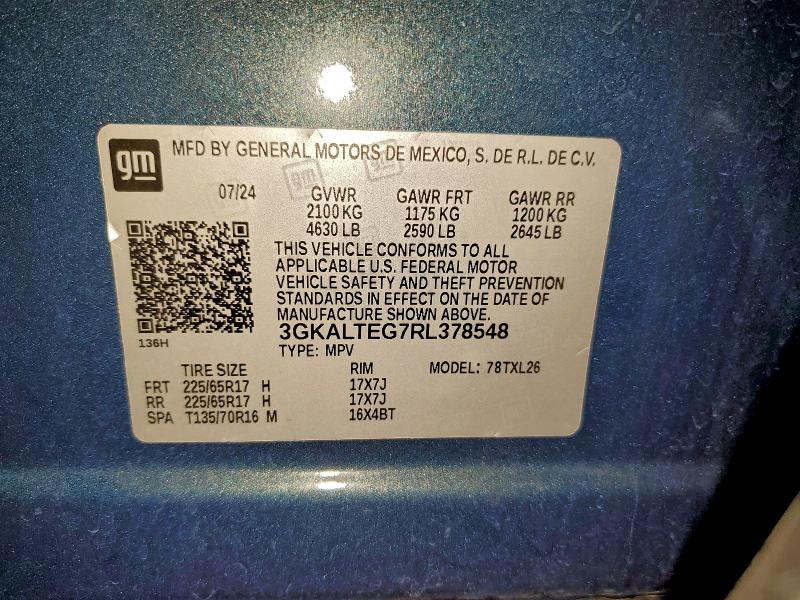 gm
MFD BY GENERAL MOTORS DE MEXICO, S. DE R.L. DE C.V.
07/24 GVWR GAWR FRT GAWR RR
2100 KG 1175 KG 1200 KG
4630 LB 2590 LB 2645 LB
THIS VEHICLE CONFORMS TO ALL
APPLICABLE U.S. FEDERAL MOTOR
VEHICLE SAFETY AND THEFT PREVENTION
STANDARDS IN EFFECT ON THE DATE OF
MANUFACTURE SHOWN ABOVE.
3GKALTEG7RL378548
136H
TYPE: MPV
TIRE SIZE RIM MODEL: 78TXL26
FRT 225/65R17 H 17X7J
RR 225/65R17 H 17X7J
SPA T135/70R16 M 16X4BT